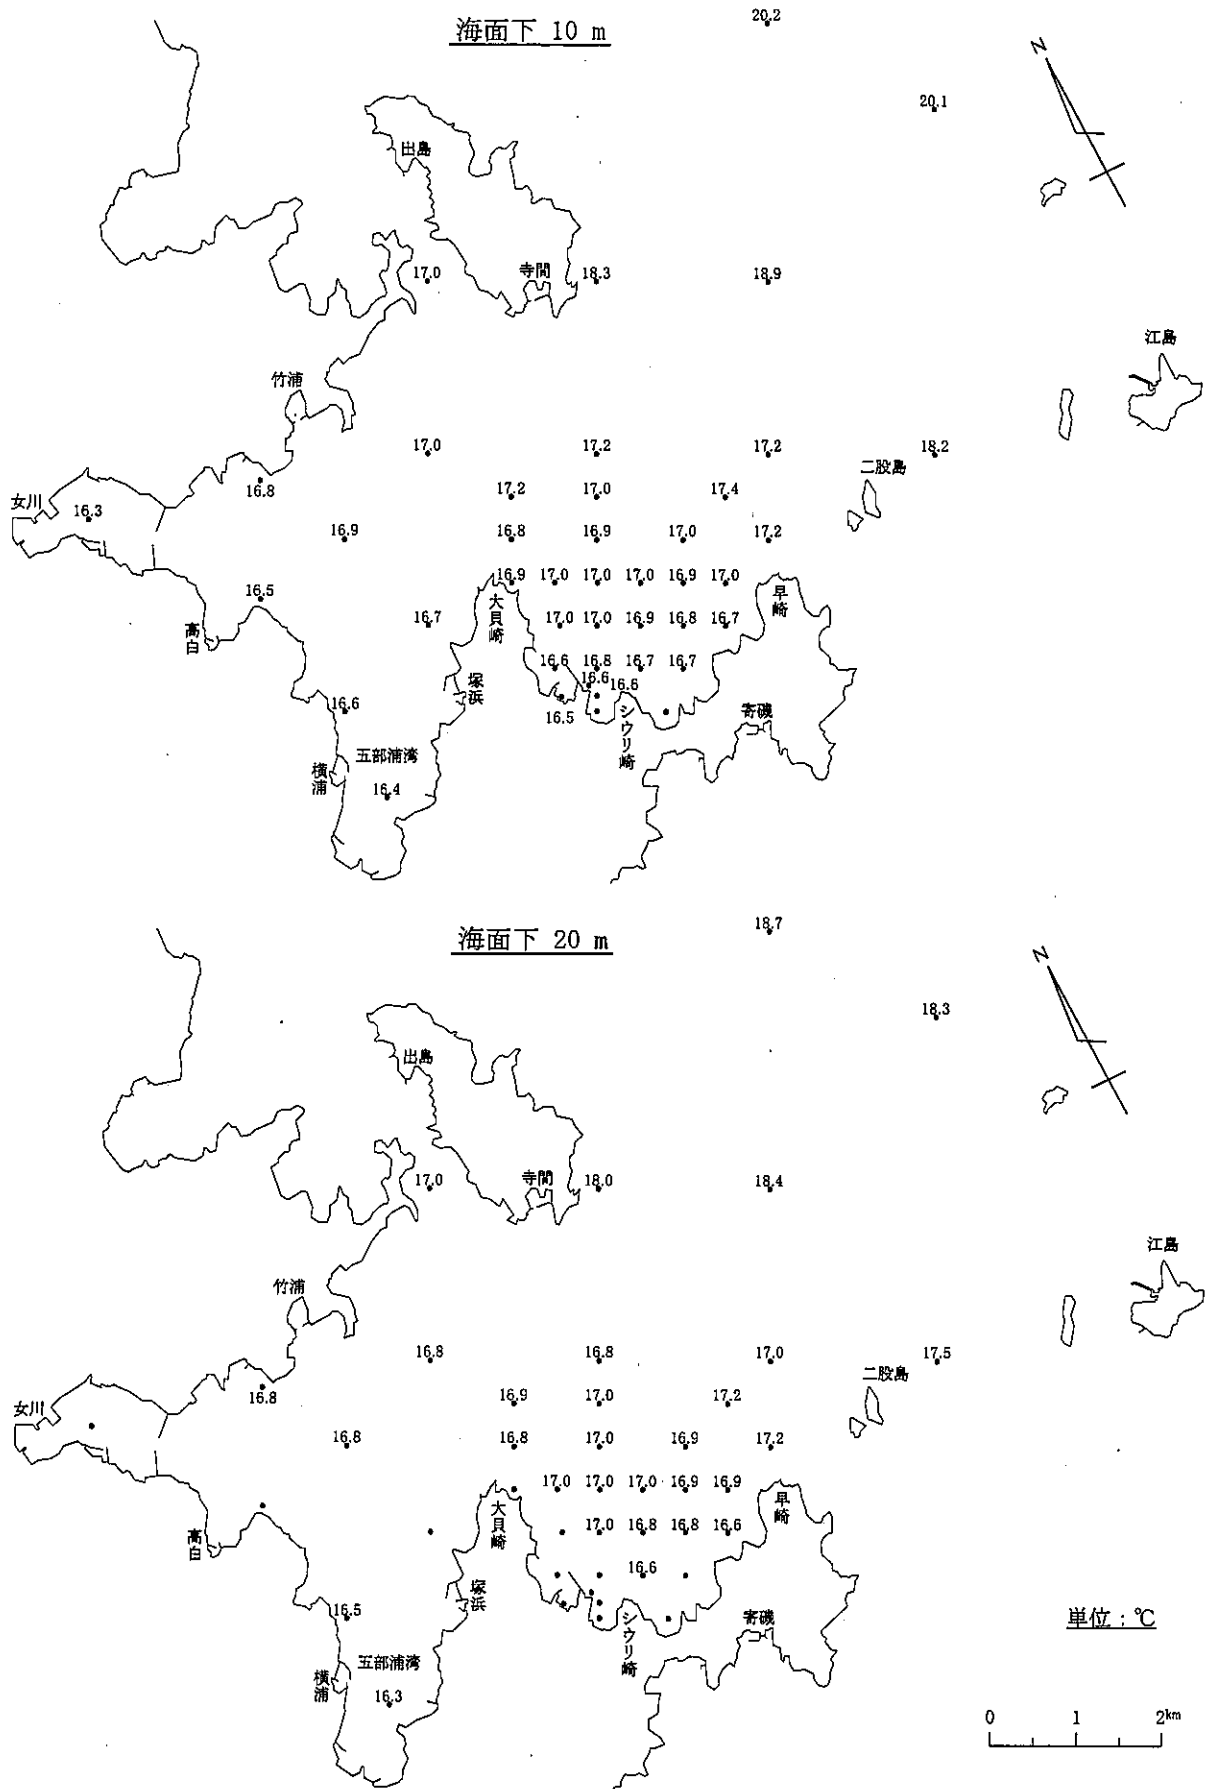 海面下 10 m
20.2
20.1
N
出島
寺間
17.0
18.3
18.9
江島
竹浦
17.0
17.2
17.2
18.2
二股島
16.8
女川
16.3
17.2
17.0
17.4
16.9
16.8
16.9
17.0
17.2
16.9
17.0
17.0
17.0
16.9
17.0
早崎
大貝崎
16.5
高白
16.7
17.0
17.0
16.9
16.8
16.7
16.6
16.8
16.7
16.7
塚浜
16.6
16.6
16.5
シウリ崎
寄磯
16.6
五部浦湾
横浦
16.4
海面下 20 m
18.7
18.3
N
出島
寺間
17.0
18.0
18.4
江島
竹浦
16.8
16.8
17.0
17.5
二股島
16.8
女川
16.9
17.0
17.2
16.8
16.8
17.0
16.9
17.2
17.0
17.0
17.0
16.9
16.9
早崎
大貝崎
高白
17.0
16.8
16.8
16.6
16.6
塚浜
16.5
シウリ崎
寄磯
単位：℃
五部浦湾
横浦
16.3
0 1 2km